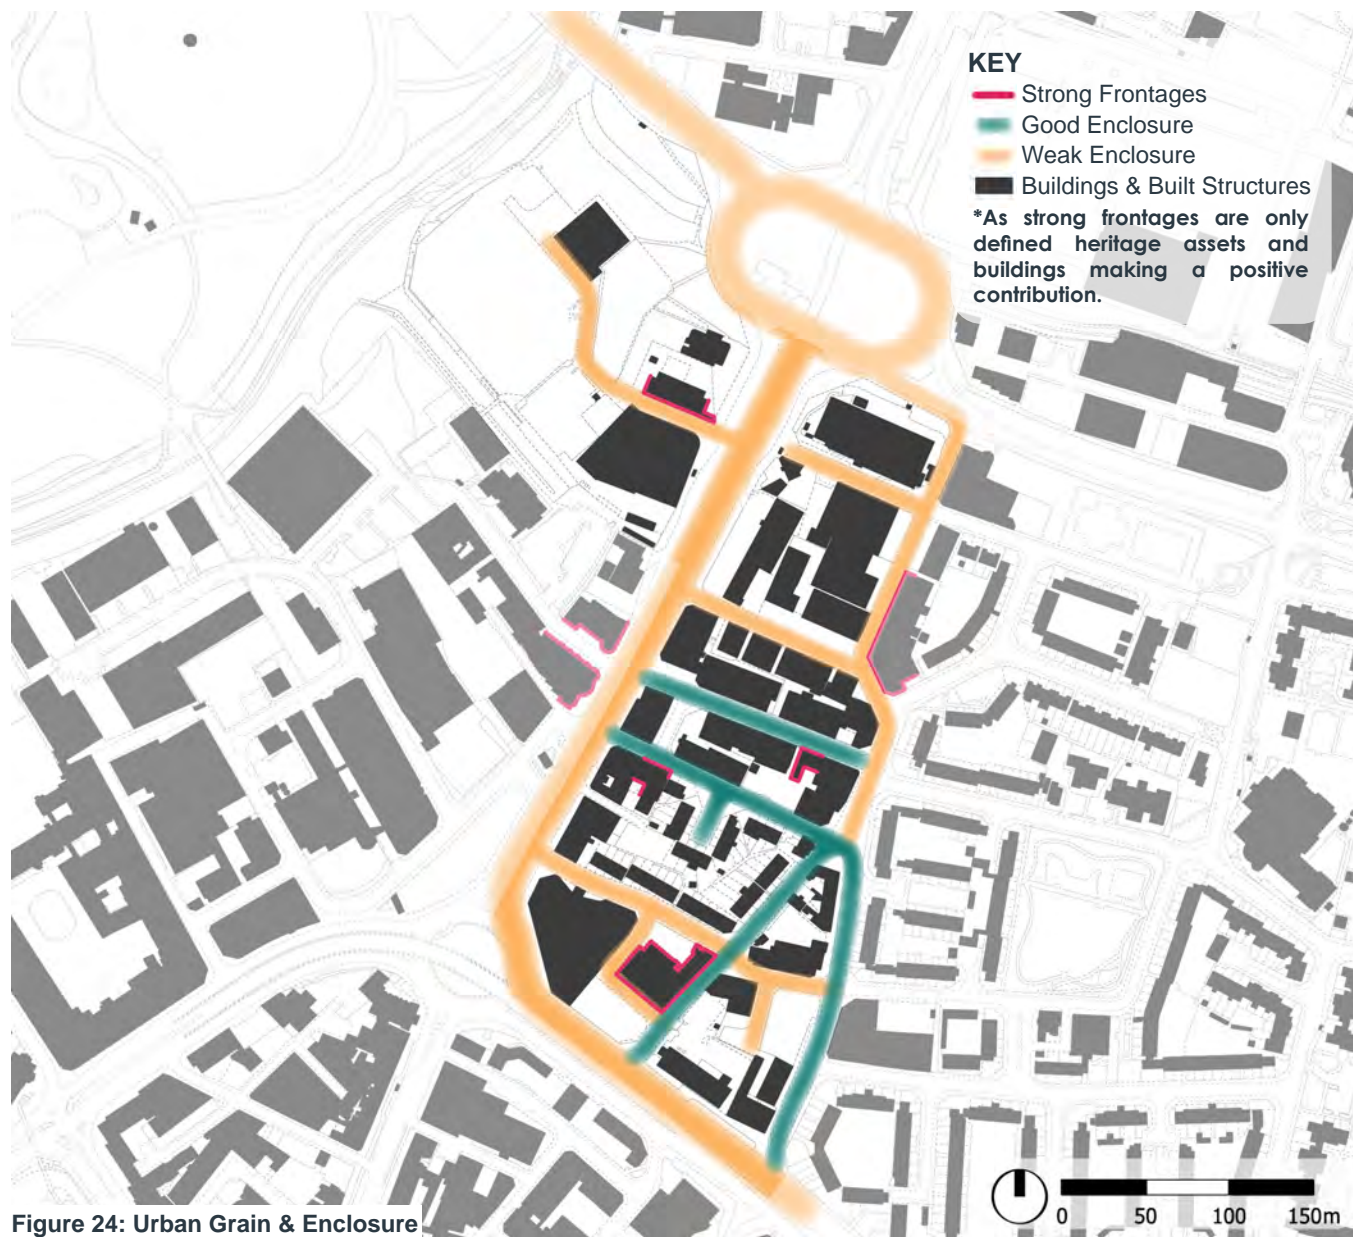 KEY
Strong Frontages
Good Enclosure
Weak Enclosure
Buildings & Built Structures
*As strong frontages are only
defined heritage assets and
buildings making a positive
contribution.
0 50 100 150m
Figure 24: Urban Grain & Enclosure